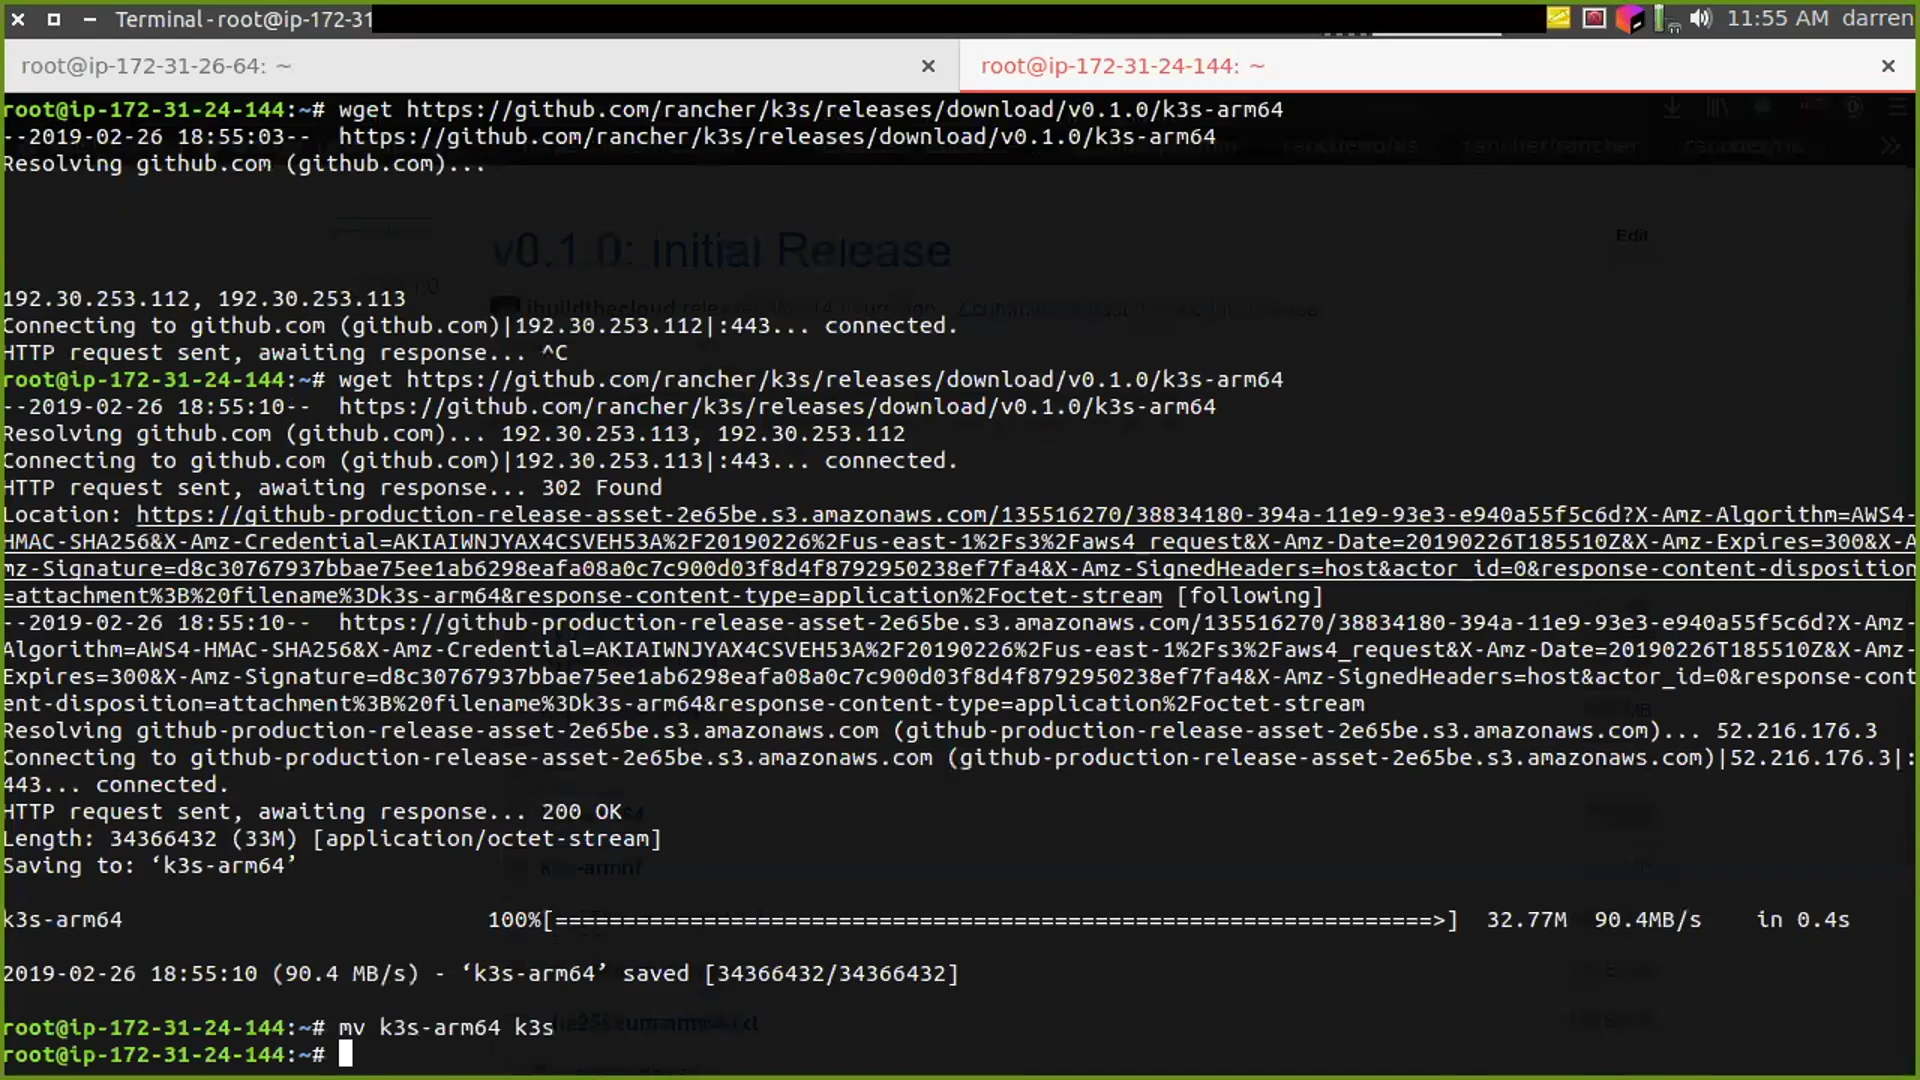 Terminal - root@ip-172-31
11:55 AM darren
root@ip-172-31-26-64: ~
root@ip-172-31-24-144: ~
root@ip-172-31-24-144:~# wget https://github.com/rancher/k3s/releases/download/v0.1.0/k3s-arm64
--2019-02-26 18:55:03--  https://github.com/rancher/k3s/releases/download/v0.1.0/k3s-arm64
Resolving github.com (github.com)...
v0.1.0: Initial Release
Edit
192.30.253.112, 192.30.253.113
Connecting to github.com (github.com)|192.30.253.112|:443... connected.
HTTP request sent, awaiting response... ^C
root@ip-172-31-24-144:~# wget https://github.com/rancher/k3s/releases/download/v0.1.0/k3s-arm64
--2019-02-26 18:55:10--  https://github.com/rancher/k3s/releases/download/v0.1.0/k3s-arm64
Resolving github.com (github.com)... 192.30.253.113, 192.30.253.112
Connecting to github.com (github.com)|192.30.253.113|:443... connected.
HTTP request sent, awaiting response... 302 Found
Location: https://github-production-release-asset-2e65be.s3.amazonaws.com/135516270/38834180-394a-11e9-93e3-e940a55f5c6d?X-Amz-Algorithm=AWS4-
HMAC-SHA256&X-Amz-Credential=AKIAIWNJYAX4CSVEH53A%2F20190226%2Fus-east-1%2Fs3%2Faws4_request&X-Amz-Date=20190226T185510Z&X-Amz-Expires=300&X-A
mz-Signature=d8c30767937bbae75ee1ab6298eafa08a0c7c900d03f8d4f8792950238ef7fa4&X-Amz-SignedHeaders=host&actor_id=0&response-content-disposition
=attachment%3B%20filename%3Dk3s-arm64&response-content-type=application%2Foctet-stream [following]
--2019-02-26 18:55:10--  https://github-production-release-asset-2e65be.s3.amazonaws.com/135516270/38834180-394a-11e9-93e3-e940a55f5c6d?X-Amz-
Algorithm=AWS4-HMAC-SHA256&X-Amz-Credential=AKIAIWNJYAX4CSVEH53A%2F20190226%2Fus-east-1%2Fs3%2Faws4_request&X-Amz-Date=20190226T185510Z&X-Amz-
Expires=300&X-Amz-Signature=d8c30767937bbae75ee1ab6298eafa08a0c7c900d03f8d4f8792950238ef7fa4&X-Amz-SignedHeaders=host&actor_id=0&response-cont
ent-disposition=attachment%3B%20filename%3Dk3s-arm64&response-content-type=application%2Foctet-stream
Resolving github-production-release-asset-2e65be.s3.amazonaws.com (github-production-release-asset-2e65be.s3.amazonaws.com)... 52.216.176.3
Connecting to github-production-release-asset-2e65be.s3.amazonaws.com (github-production-release-asset-2e65be.s3.amazonaws.com)|52.216.176.3|:
443... connected.
HTTP request sent, awaiting response... 200 OK
Length: 34366432 (33M) [application/octet-stream]
Saving to: ‘k3s-arm64’
k3s-armhf
k3s-arm64 100%[=================================================================>] 32.77M 90.4MB/s in 0.4s
2019-02-26 18:55:10 (90.4 MB/s) - ‘k3s-arm64’ saved [34366432/34366432]
root@ip-172-31-24-144:~# mv k3s-arm64 k3s
root@ip-172-31-24-144:~#